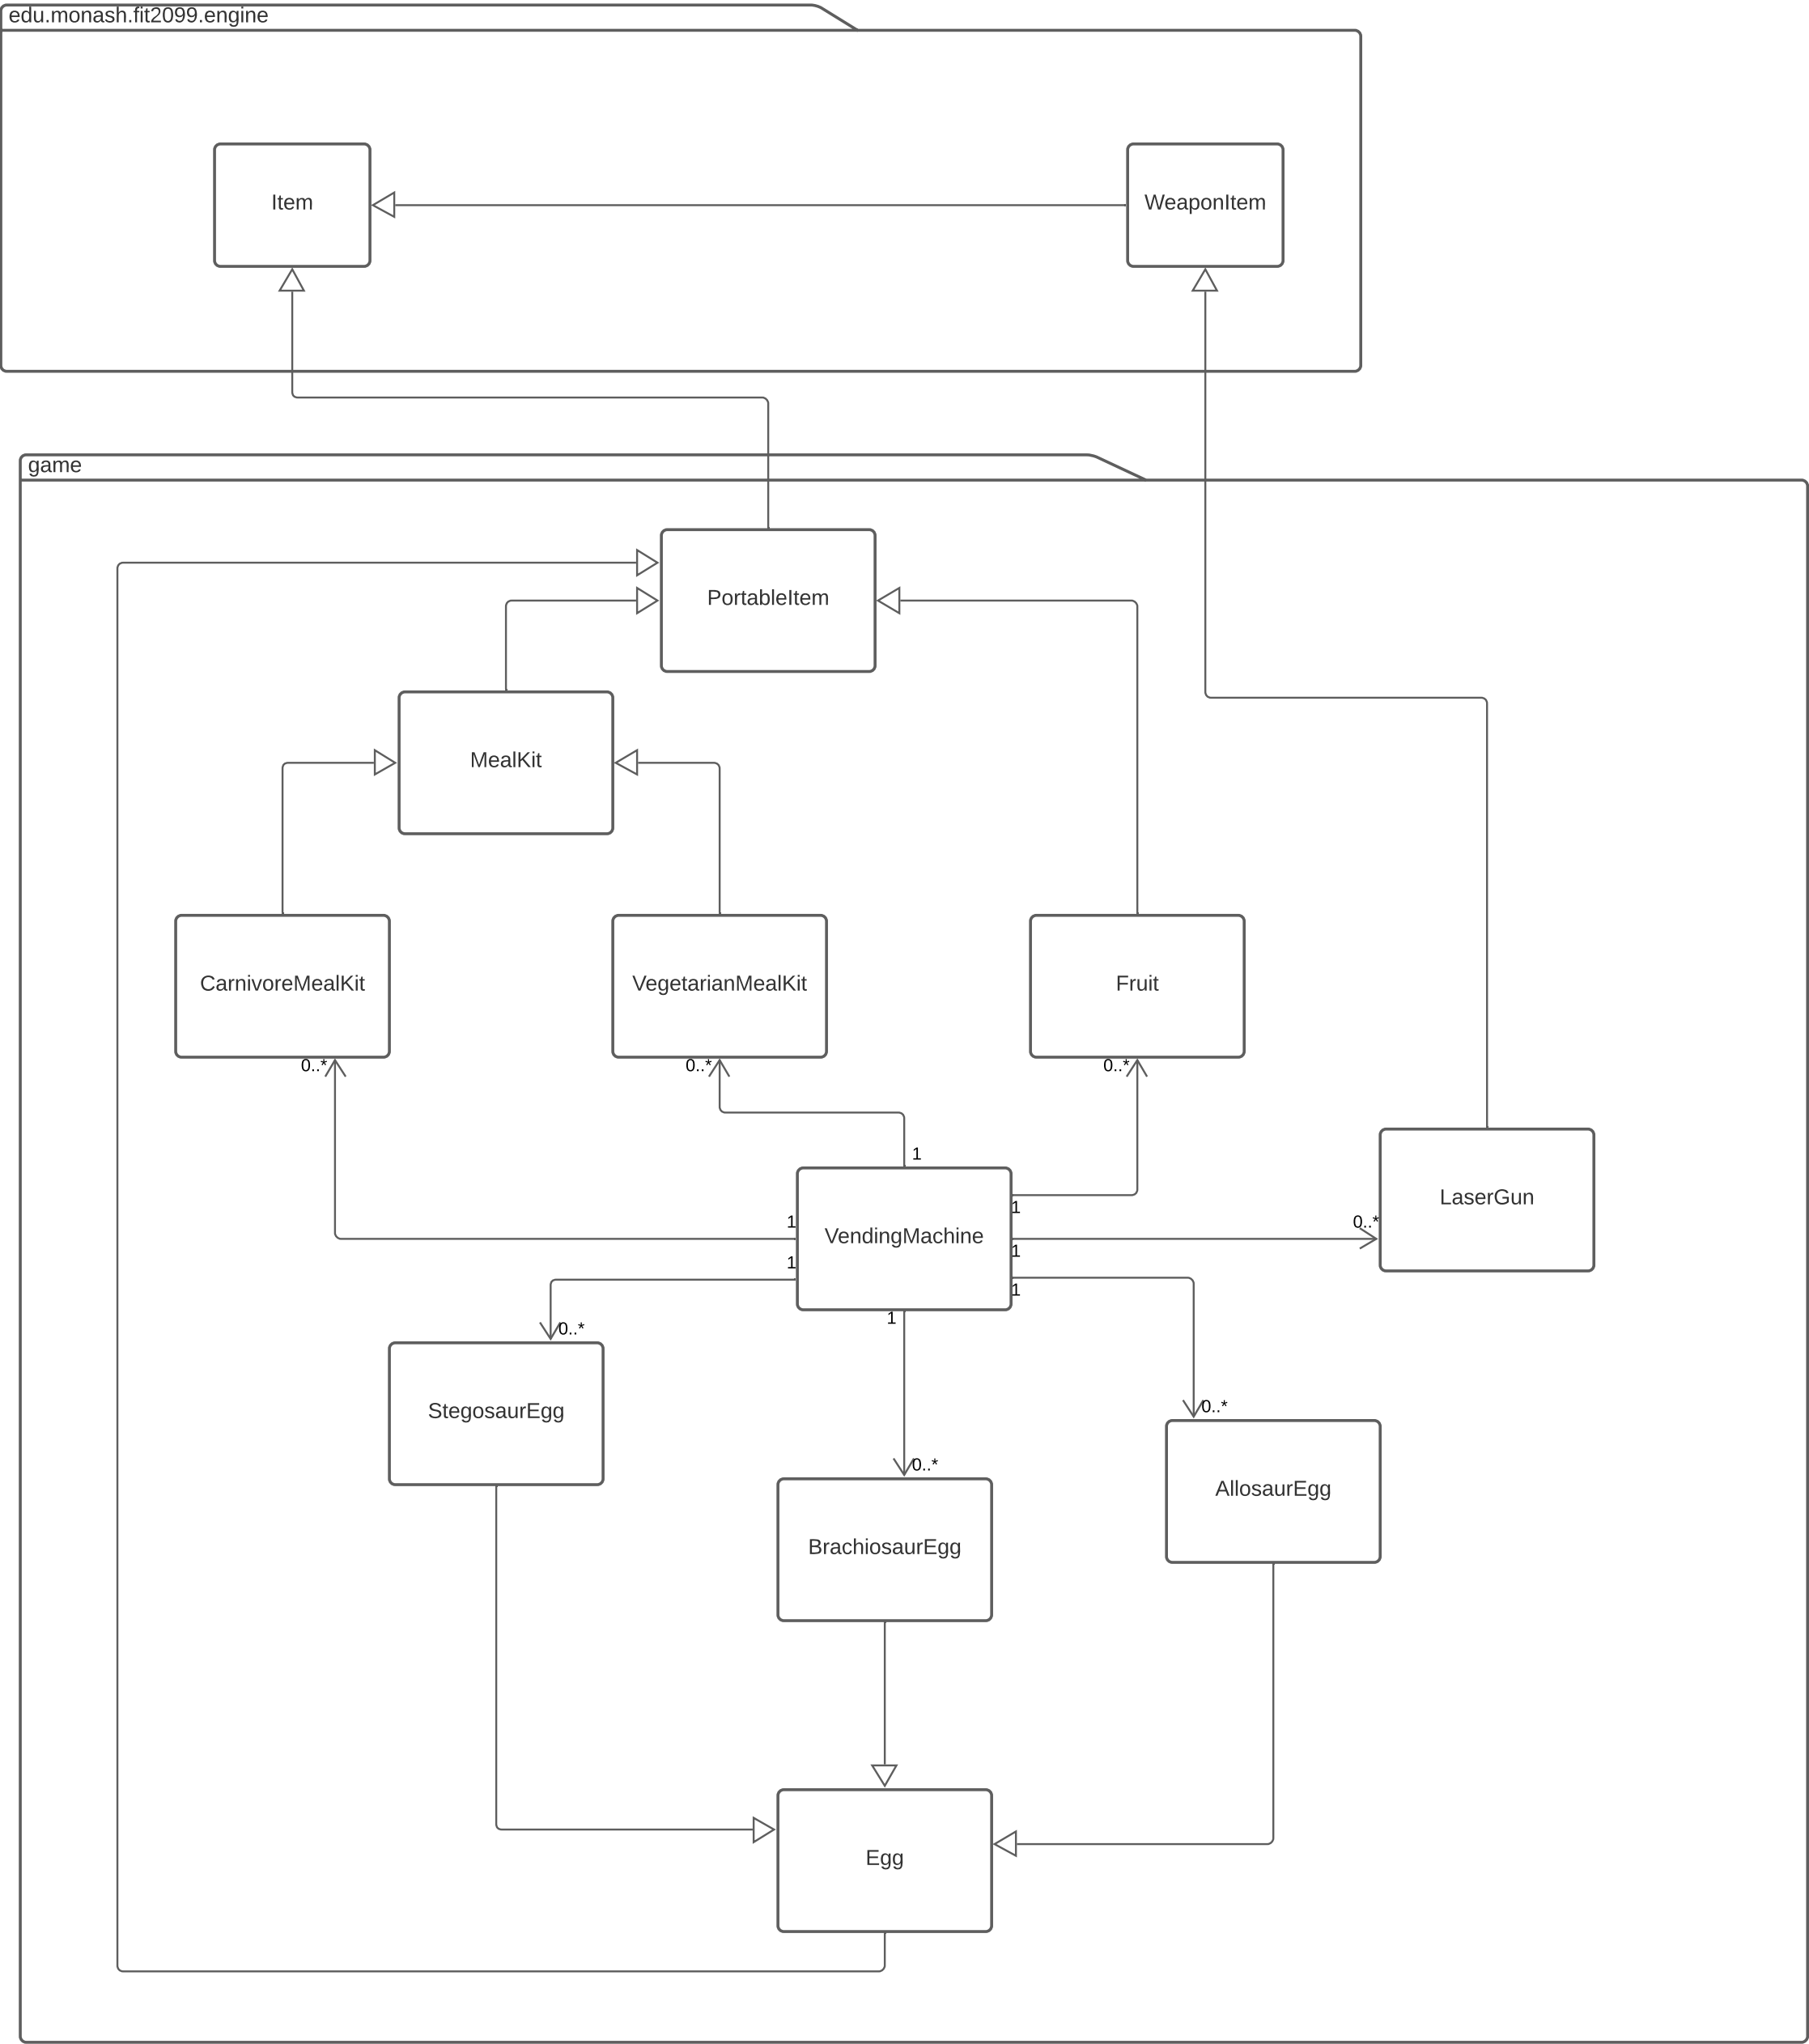 edu.monash.fit2099.engine
Item
WeaponItem
game
PortableItem
MealKit
CarnivoreMealKit
VegetarianMealKit
Fruit
0..*
0..*
0..*
1
LaserGun
1
1
0..*
VendingMachine
1
1
1
1
0..*
0..*
StegosaurEgg
0..*
AllosaurEgg
BrachiosaurEgg
Egg